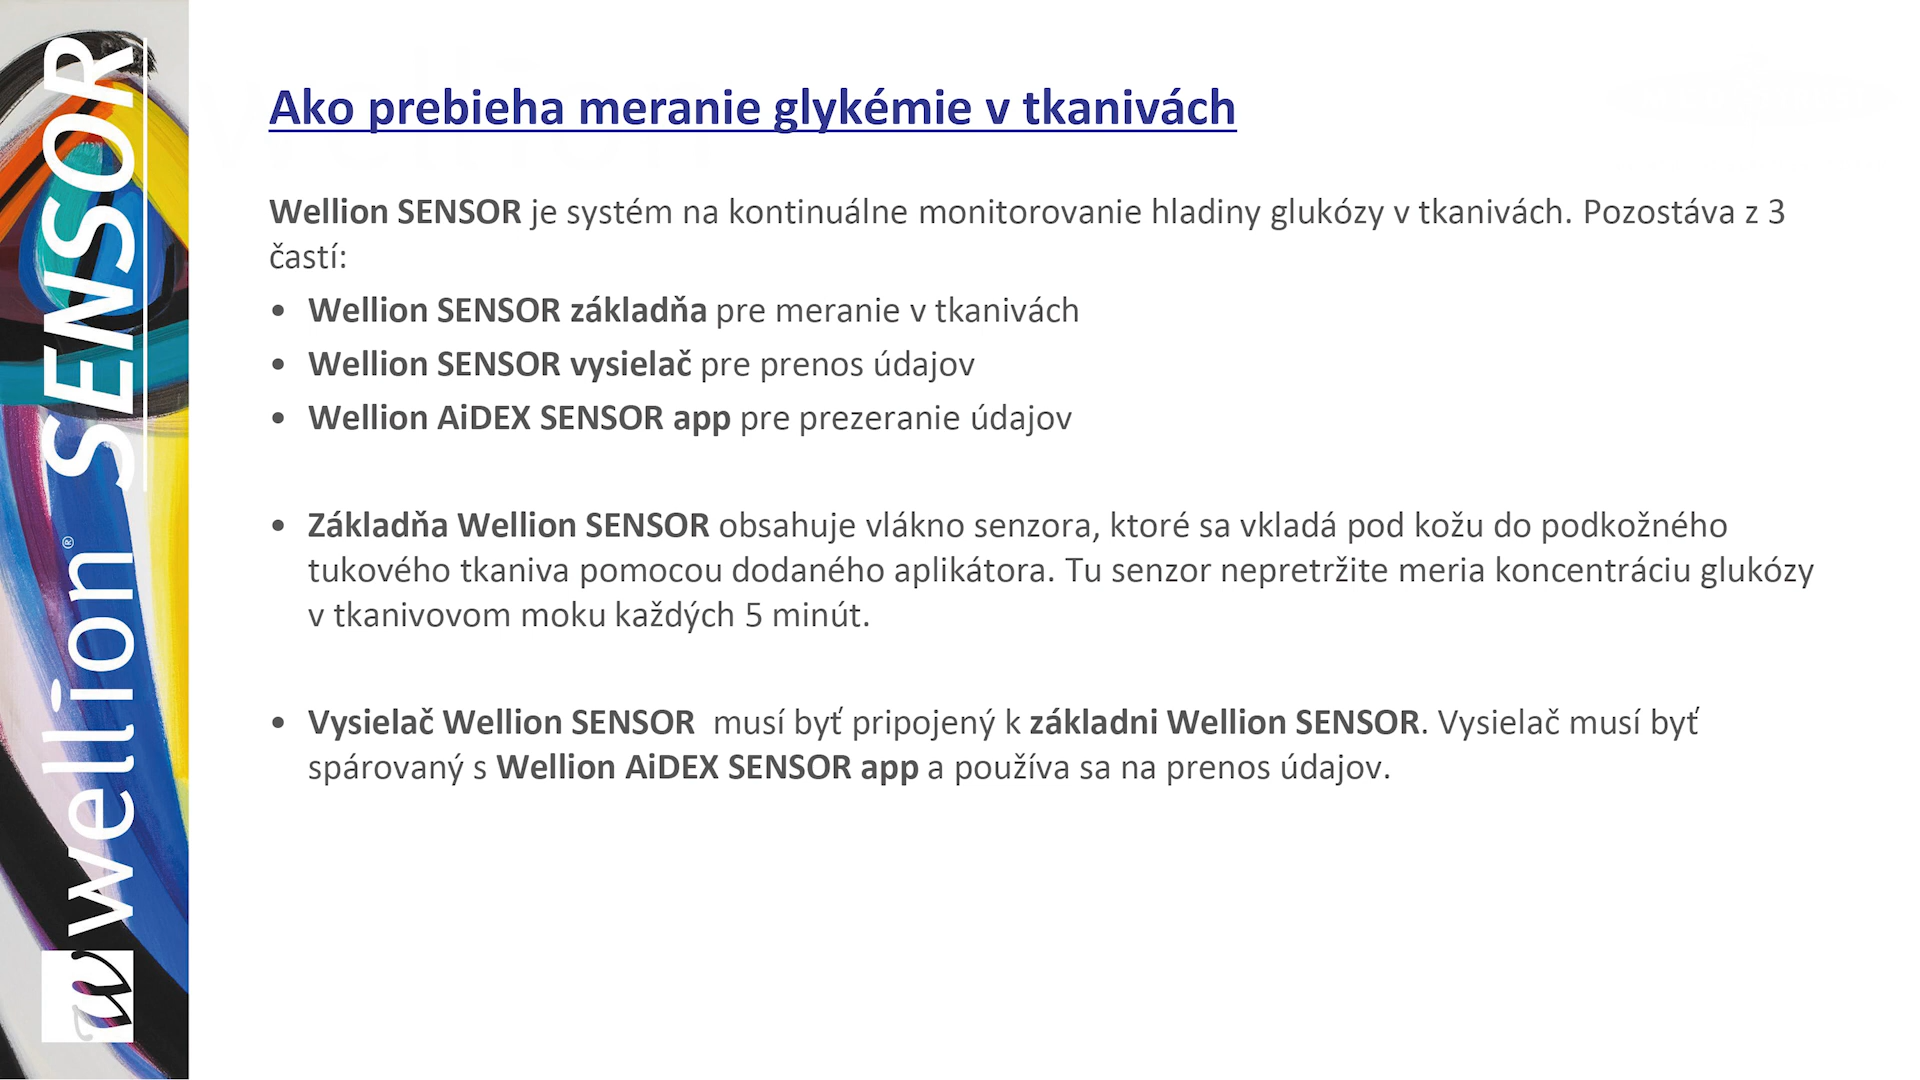 wellion® SENSOR
Ako prebieha meranie glykémie v tkanivách
Wellion SENSOR je systém na kontinuálne monitorovanie hladiny glukózy v tkanivách. Pozostáva z 3
častí:
• Wellion SENSOR základňa pre meranie v tkanivách
• Wellion SENSOR vysielač pre prenos údajov
• Wellion AiDEX SENSOR app pre prezeranie údajov
• Základňa Wellion SENSOR obsahuje vlákno senzora, ktoré sa vkladá pod kožu do podkožného
tukového tkaniva pomocou dodaného aplikátora. Tu senzor nepretržite meria koncentráciu glukózy
v tkanivovom moku každých 5 minút.
• Vysielač Wellion SENSOR musí byť pripojený k základni Wellion SENSOR. Vysielač musí byť
spárovaný s Wellion AiDEX SENSOR app a používa sa na prenos údajov.